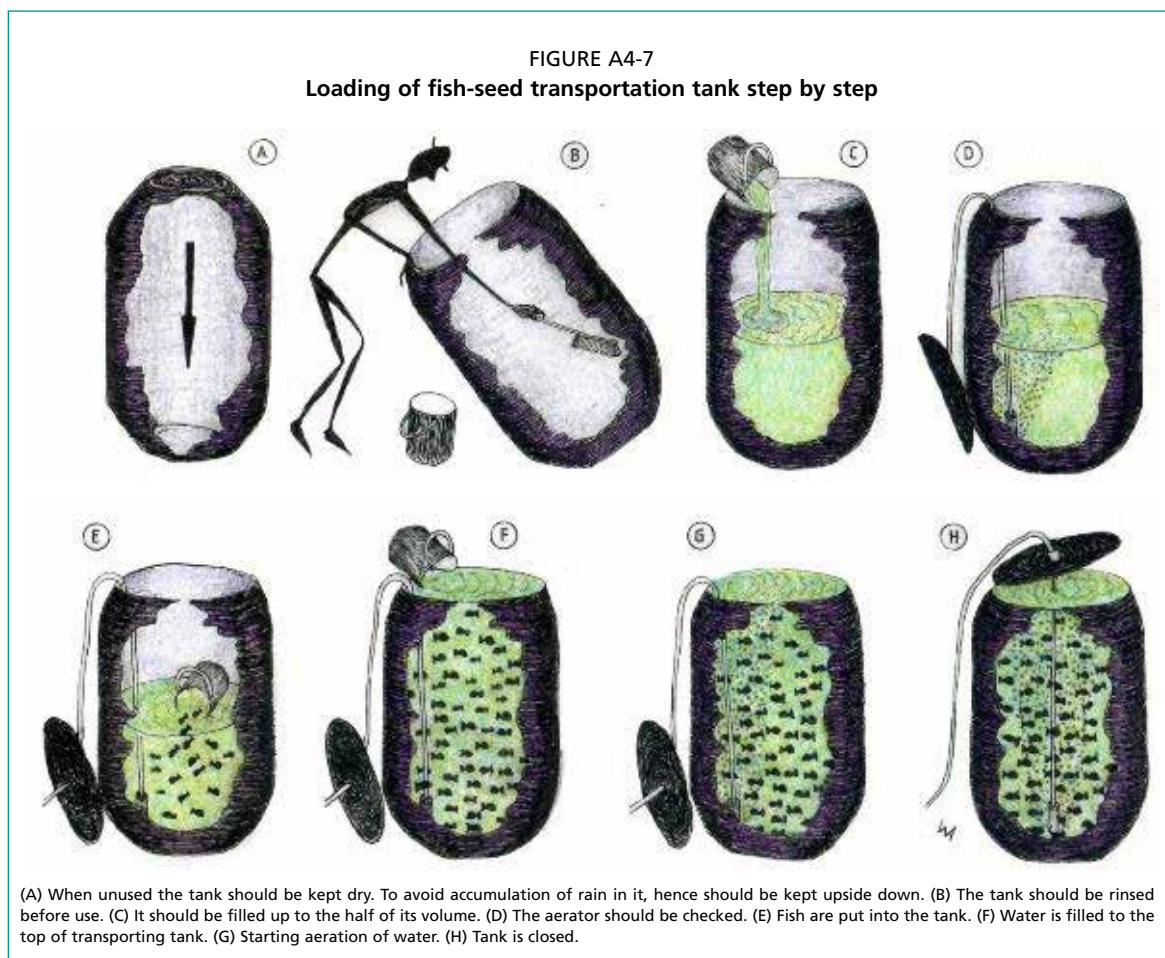 FIGURE A4-7
Loading of fish-seed transportation tank step by step
A
B
C
D
E
F
G
H
(A) When unused the tank should be kept dry. To avoid accumulation of rain in it, hence should be kept upside down. (B) The tank should be rinsed
before use. (C) It should be filled up to the half of its volume. (D) The aerator should be checked. (E) Fish are put into the tank. (F) Water is filled to the
top of transporting tank. (G) Starting aeration of water. (H) Tank is closed.